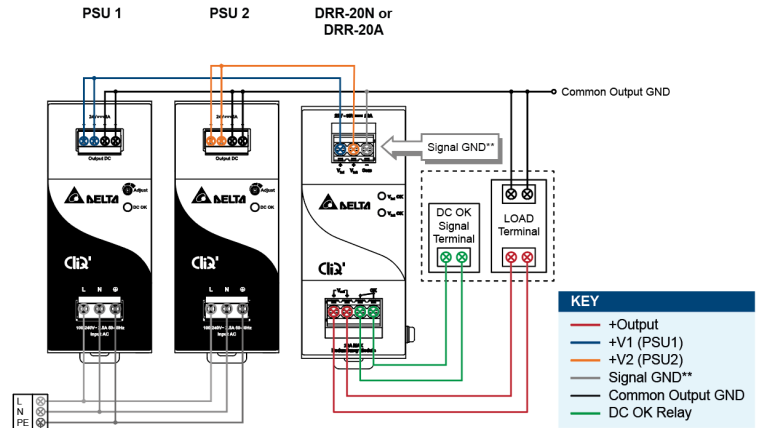 PSU 1
PSU 2
DRR-20N or
DRR-20A
Common Output GND
Output DC
Output DC
Signal GND**
Adjust
DELTA
DC OK
Adjust
DELTA
DC OK
DELTA
DC OK
Signal
Terminal
LOAD
Terminal
CliQ'
CliQ'
CliQ'
L N
L N
OK
Input AC
Input AC
L
N
PE
KEY
+Output
+V1 (PSU1)
+V2 (PSU2)
Signal GND**
Common Output GND
DC OK Relay